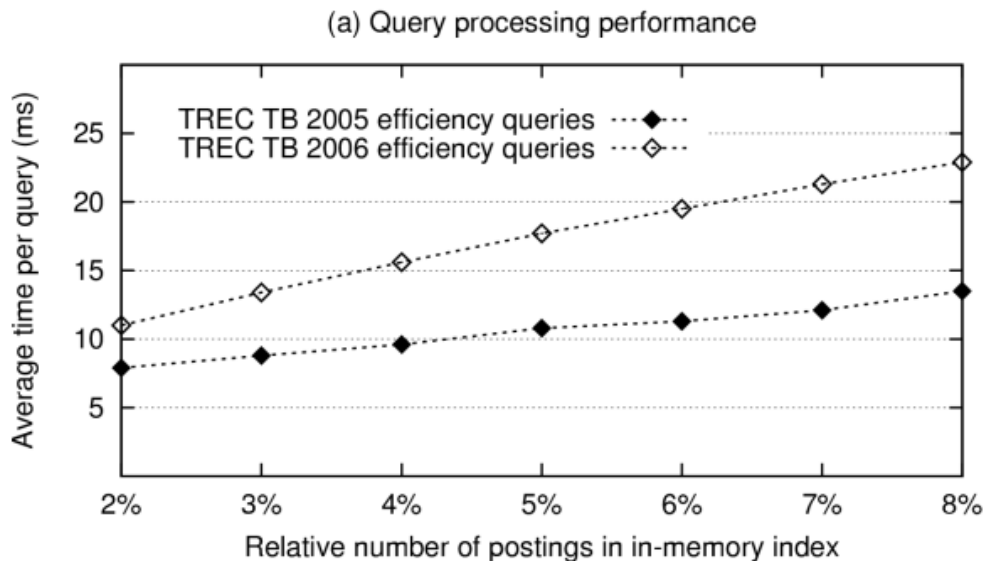 (a) Query processing performance
Average time per query (ms)
25
20
15
10
5
TREC TB 2005 efficiency queries
TREC TB 2006 efficiency queries
2% 3% 4% 5% 6% 7% 8%
Relative number of postings in in-memory index